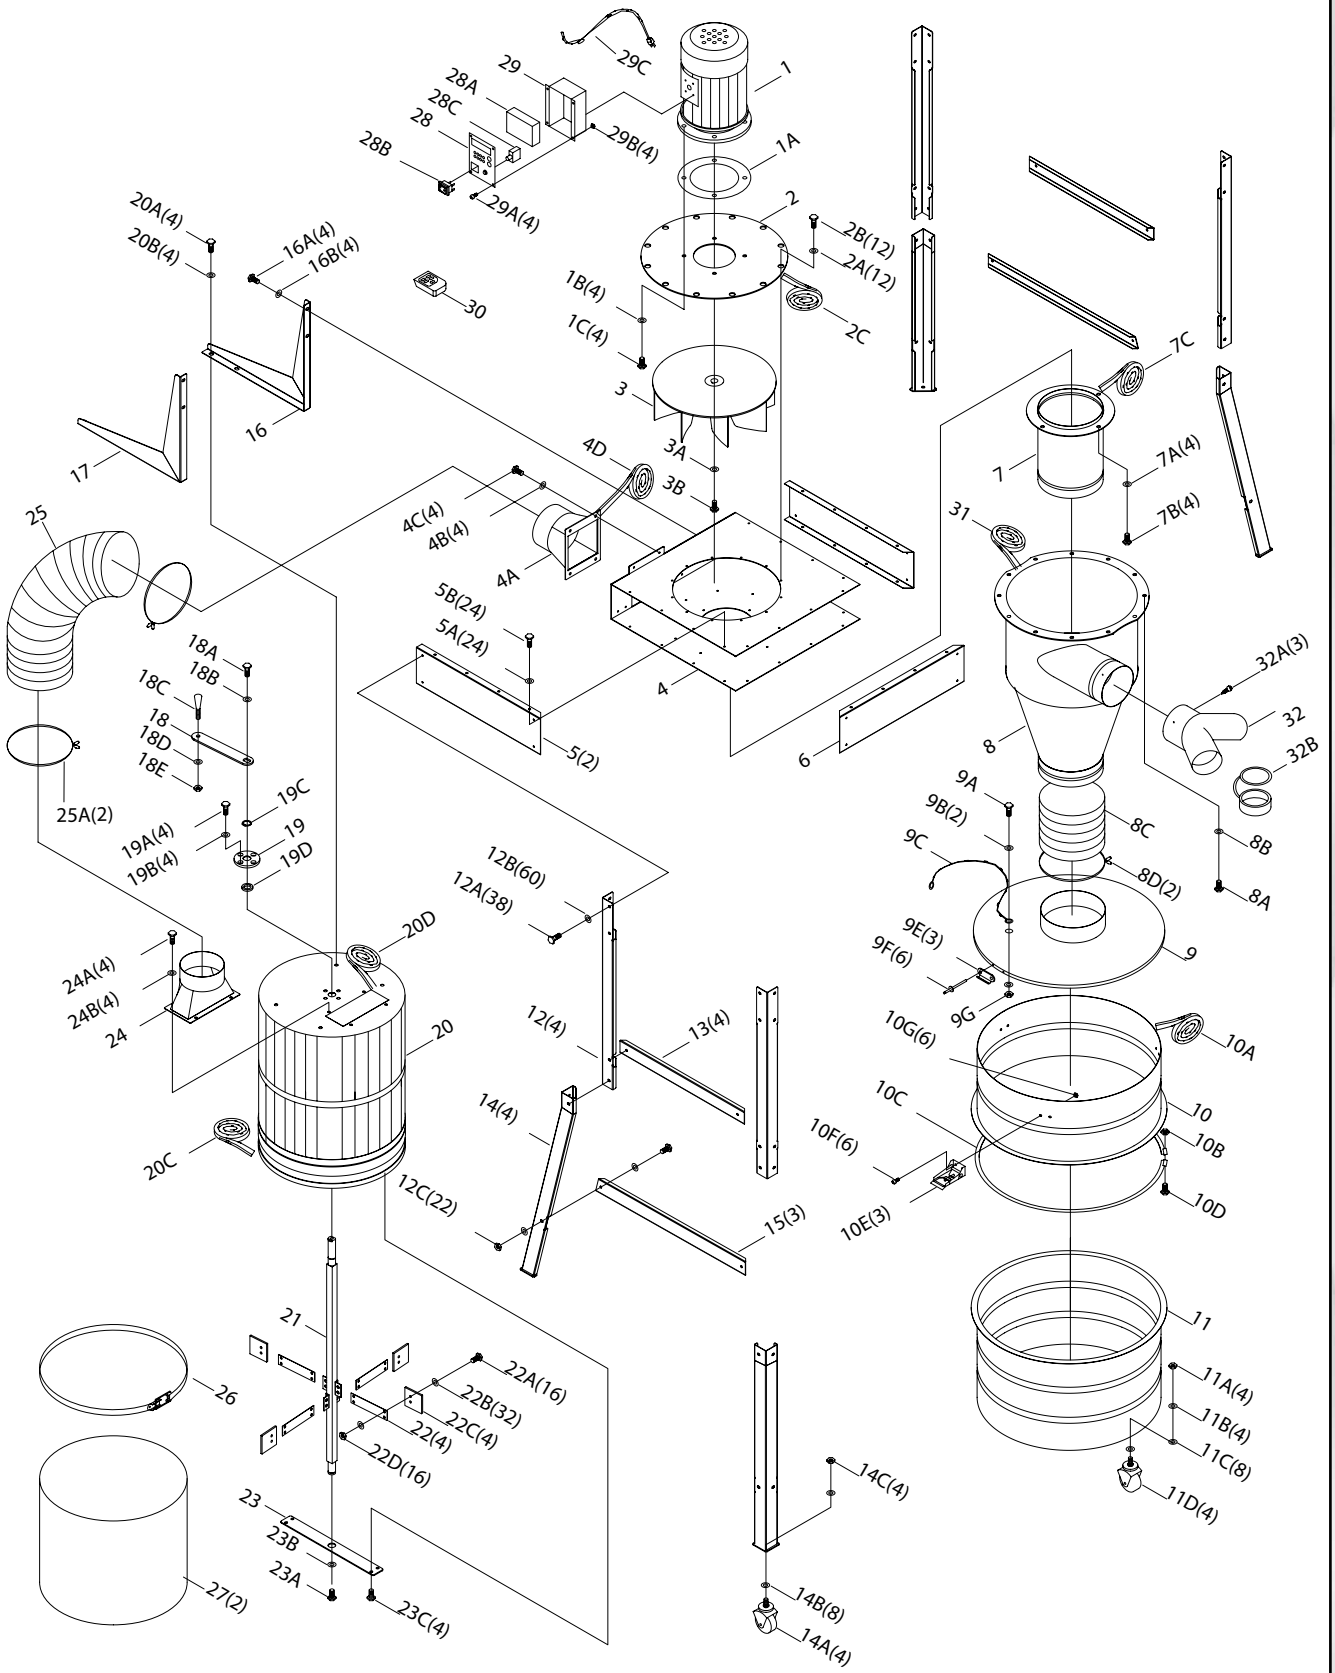 29C
1
29
28A
28C
28
28B
29B(4)
1A
29A(4)
2
2B(12)
2A(12)
20A(4)
20B(4)
16A(4)
16B(4)
30
1B(4)
1C(4)
2C
7C
3
16
17
4D
3A
3B
7
7A(4)
7B(4)
25
4C(4)
4B(4)
4A
31
5B(24)
5A(24)
4
18A
18B
18C
18
18D
18E
5(2)
6
8
32A(3)
32
32B
25A(2)
19C
19A(4)
19B(4)
19
19D
9A
9B(2)
9C
8C
8B
8D(2)
8A
12B(60)
12A(38)
20D
24A(4)
24B(4)
24
9E(3)
9F(6)
9
9G
12(4)
13(4)
20
10G(6)
10A
14(4)
10C
10
10F(6)
10B
20C
12C(22)
10E(3)
10D
15(3)
21
11
26
22A(16)
22B(32)
22C(4)
22(4)
22D(16)
11A(4)
11B(4)
11C(8)
11D(4)
14C(4)
23
23B
23A
27(2)
23C(4)
14B(8)
14A(4)